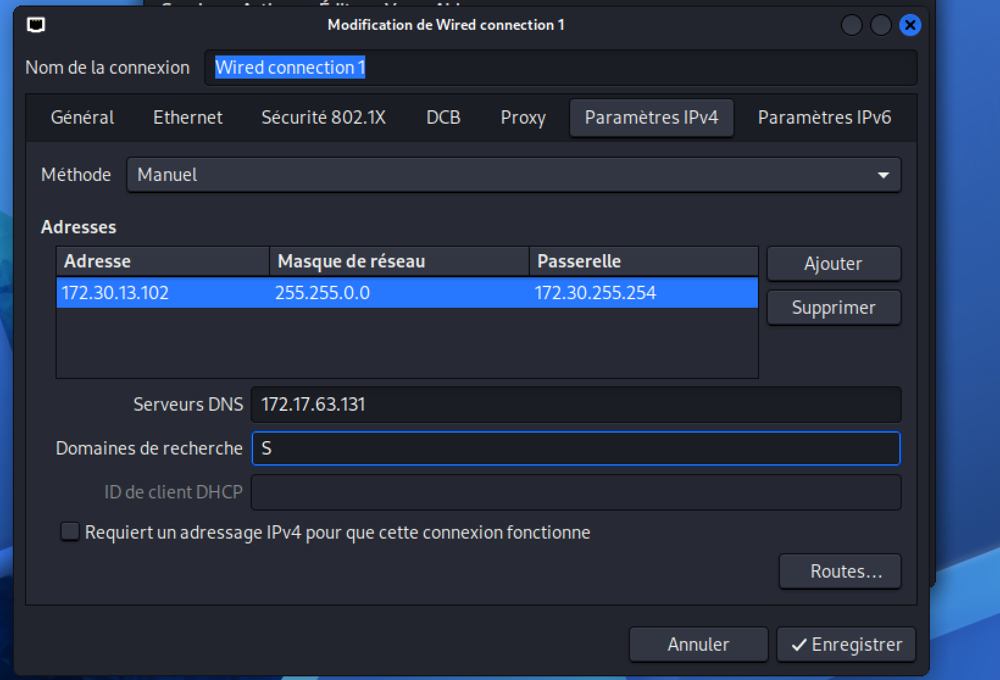 Modification de Wired connection 1
Nom de la connexion Wired connection 1
Général Ethernet Sécurité 802.1X DCB Proxy Paramètres IPv4 Paramètres IPv6
Méthode Manuel
Adresses
Adresse Masque de réseau Passerelle
Ajouter
172.30.13.102 255.255.0.0 172.30.255.254
Supprimer
Serveurs DNS 172.17.63.131
Domaines de recherche S
ID de client DHCP
Requiert un adressage IPv4 pour que cette connexion fonctionne
Routes...
Annuler Enregistrer